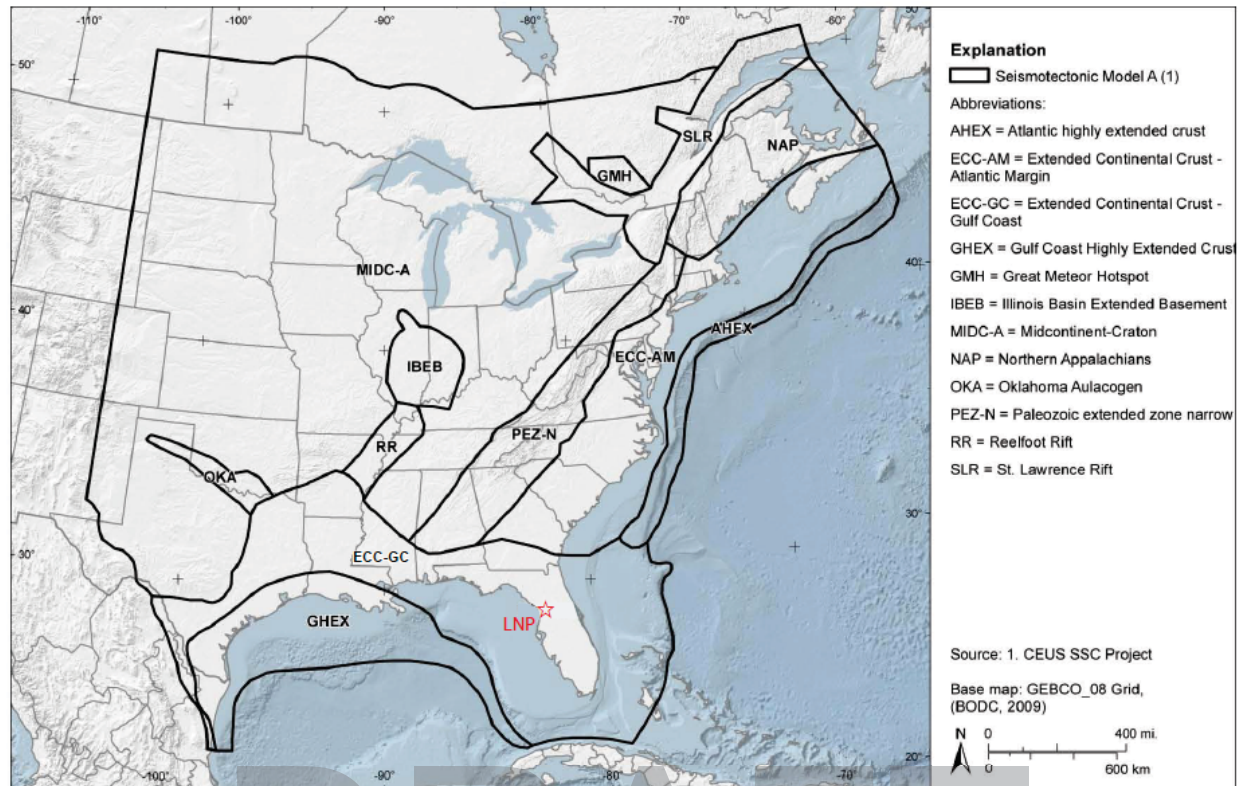 -110°
-100°
-90°
-80°
-70°
50°
-60°
50°
SLR
NAP
GMH
40°
MIDC-A
40°
AHEX
ECC-AM
IBEB
PEZ-N
RR
OKA
30°
30°
ECC-GC
GHEX
LNP
20°
-100°
-90°
-80°
-70°
Explanation
Seismotectonic Model A (1)
Abbreviations:
AHEX = Atlantic highly extended crust
ECC-AM = Extended Continental Crust -
Atlantic Margin
ECC-GC = Extended Continental Crust -
Gulf Coast
GHEX = Gulf Coast Highly Extended Crust
GMH = Great Meteor Hotspot
IBEB = Illinois Basin Extended Basement
MIDC-A = Midcontinent-Craton
NAP = Northern Appalachians
OKA = Oklahoma Aulacogen
PEZ-N = Paleozoic extended zone narrow
RR = Reelfoot Rift
SLR = St. Lawrence Rift
Source: 1. CEUS SSC Project
Base map: GEBCO_08 Grid,
(BODC, 2009)
N
0 400 mi.
0 600 km